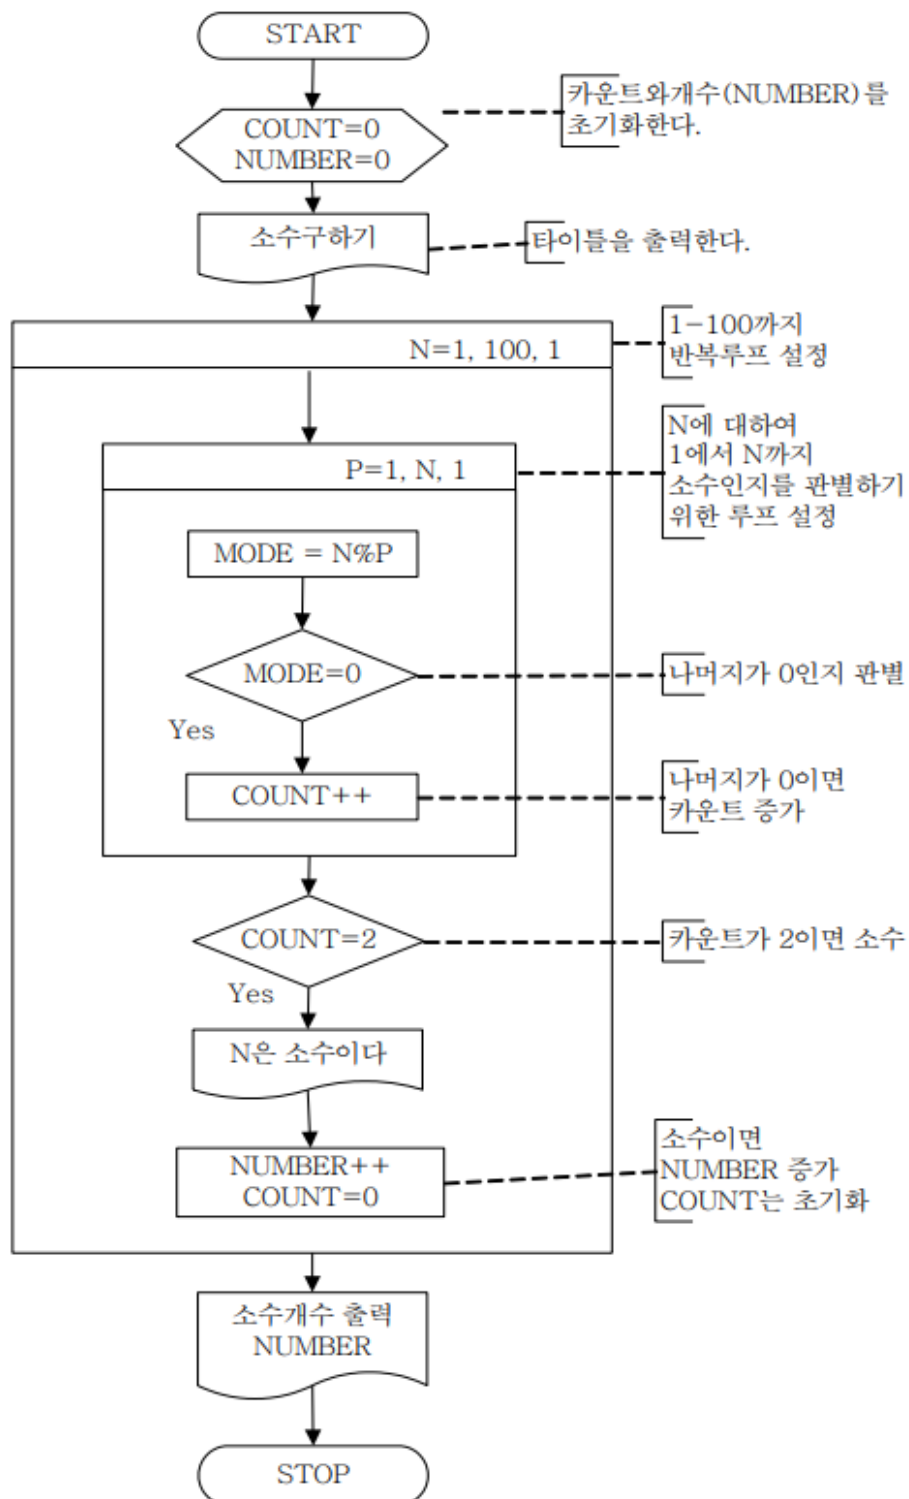 START
COUNT=0
NUMBER=0
카운트와개수(NUMBER)를
초기화한다.
소수구하기
타이틀을 출력한다.
N=1, 100, 1
1-100까지
반복루프 설정
P=1, N, 1
N에 대하여
1에서 N까지
소수인지를 판별하기
위한 루프 설정
MODE = N%P
MODE=0
나머지가 0인지 판별
Yes
COUNT++
나머지가 0이면
카운트 증가
COUNT=2
카운트가 2이면 소수
Yes
N은 소수이다
NUMBER++
COUNT=0
소수이면
NUMBER 증가
COUNT는 초기화
소수개수 출력
NUMBER
STOP